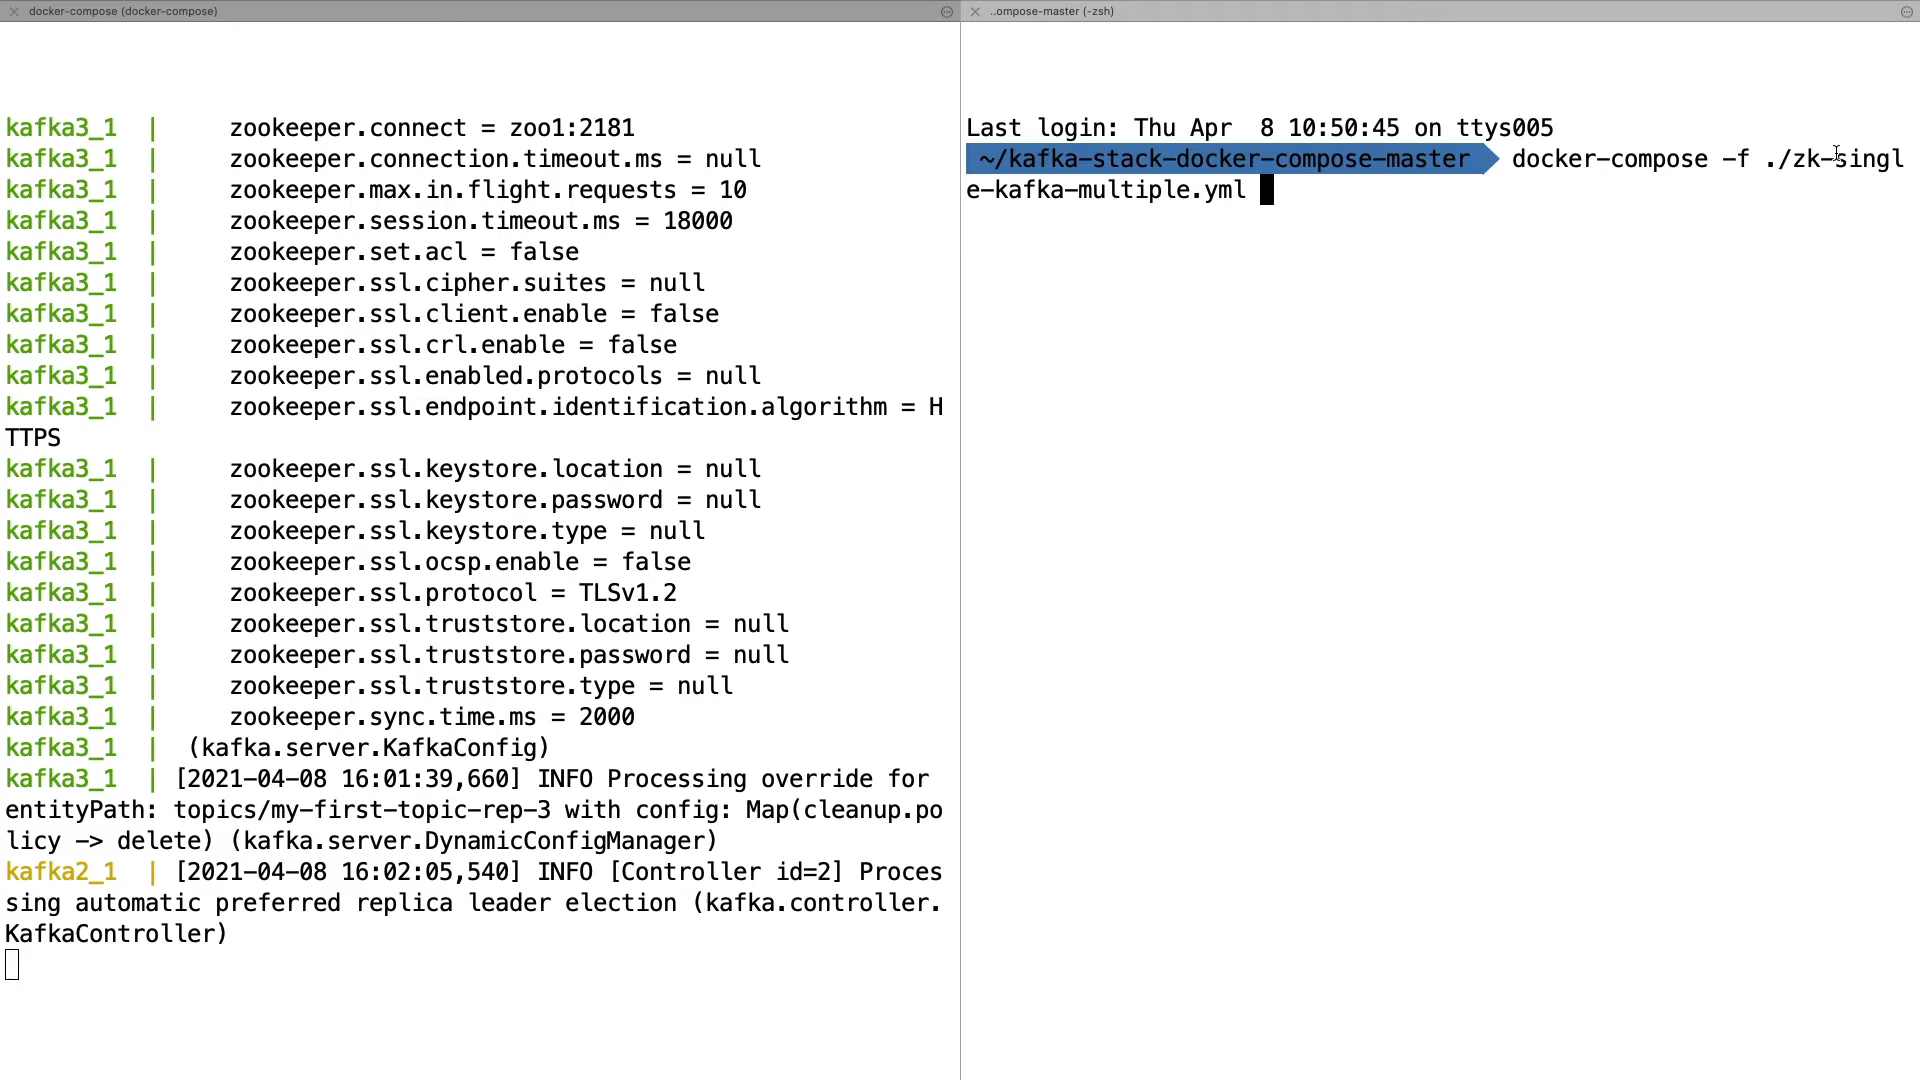 docker-compose (docker-compose)
..ompose-master (-zsh)
kafka3_1  |     zookeeper.connect = zoo1:2181
kafka3_1  |     zookeeper.connection.timeout.ms = null
kafka3_1  |     zookeeper.max.in.flight.requests = 10
kafka3_1  |     zookeeper.session.timeout.ms = 18000
kafka3_1  |     zookeeper.set.acl = false
kafka3_1  |     zookeeper.ssl.cipher.suites = null
kafka3_1  |     zookeeper.ssl.client.enable = false
kafka3_1  |     zookeeper.ssl.crl.enable = false
kafka3_1  |     zookeeper.ssl.enabled.protocols = null
kafka3_1  |     zookeeper.ssl.endpoint.identification.algorithm = H
TTPS
kafka3_1  |     zookeeper.ssl.keystore.location = null
kafka3_1  |     zookeeper.ssl.keystore.password = null
kafka3_1  |     zookeeper.ssl.keystore.type = null
kafka3_1  |     zookeeper.ssl.ocsp.enable = false
kafka3_1  |     zookeeper.ssl.protocol = TLSv1.2
kafka3_1  |     zookeeper.ssl.truststore.location = null
kafka3_1  |     zookeeper.ssl.truststore.password = null
kafka3_1  |     zookeeper.ssl.truststore.type = null
kafka3_1  |     zookeeper.sync.time.ms = 2000
kafka3_1  |  (kafka.server.KafkaConfig)
kafka3_1  | [2021-04-08 16:01:39,660] INFO Processing override for
entityPath: topics/my-first-topic-rep-3 with config: Map(cleanup.po
licy -> delete) (kafka.server.DynamicConfigManager)
kafka2_1  | [2021-04-08 16:02:05,540] INFO [Controller id=2] Proces
sing automatic preferred replica leader election (kafka.controller.
KafkaController)
Last login: Thu Apr  8 10:50:45 on ttys005
~/kafka-stack-docker-compose-master docker-compose -f ./zk-singl
e-kafka-multiple.yml